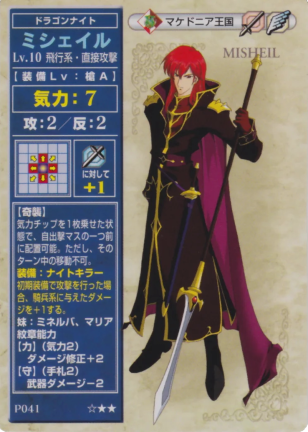 ドラゴンナイト
ミシェイル
Lv.10 飛行系・直接攻撃
【装備Lv：槍A】
気力：7
攻：2／反：2
に対して
+1
【奇襲】
気力チップを1枚乗せた状
態で、自出撃マスの一つ前
に配置可能。ただし、その
ターン中の移動不可。
装備：ナイトキラー
初期装備で攻撃を行った場
合、騎兵系に与えたダメー
ジを+1する。
妹：ミネルバ、マリア
紋章能力
【力】（気力2）
ダメージ修正+2
【守】（手札2）
武器ダメージ−2
P041
☆★★
マケドニア王国
MISHEIL